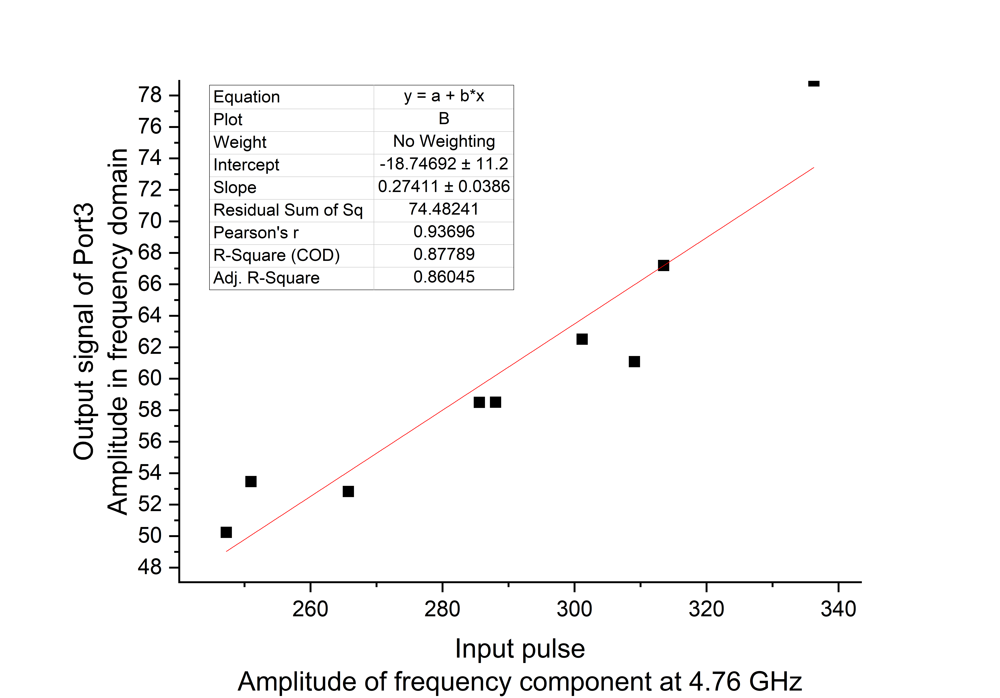 Output signal of Port3
Amplitude in frequency domain
78
76
74
72
70
68
66
64
62
60
58
56
54
52
50
48
Equation y = a + b*x
Plot B
Weight No Weighting
Intercept -18.74692 ± 11.2
Slope 0.27411 ± 0.0386
Residual Sum of Sq 74.48241
Pearson's r 0.93696
R-Square (COD) 0.87789
Adj. R-Square 0.86045
260 280 300 320 340
Input pulse
Amplitude of frequency component at 4.76 GHz